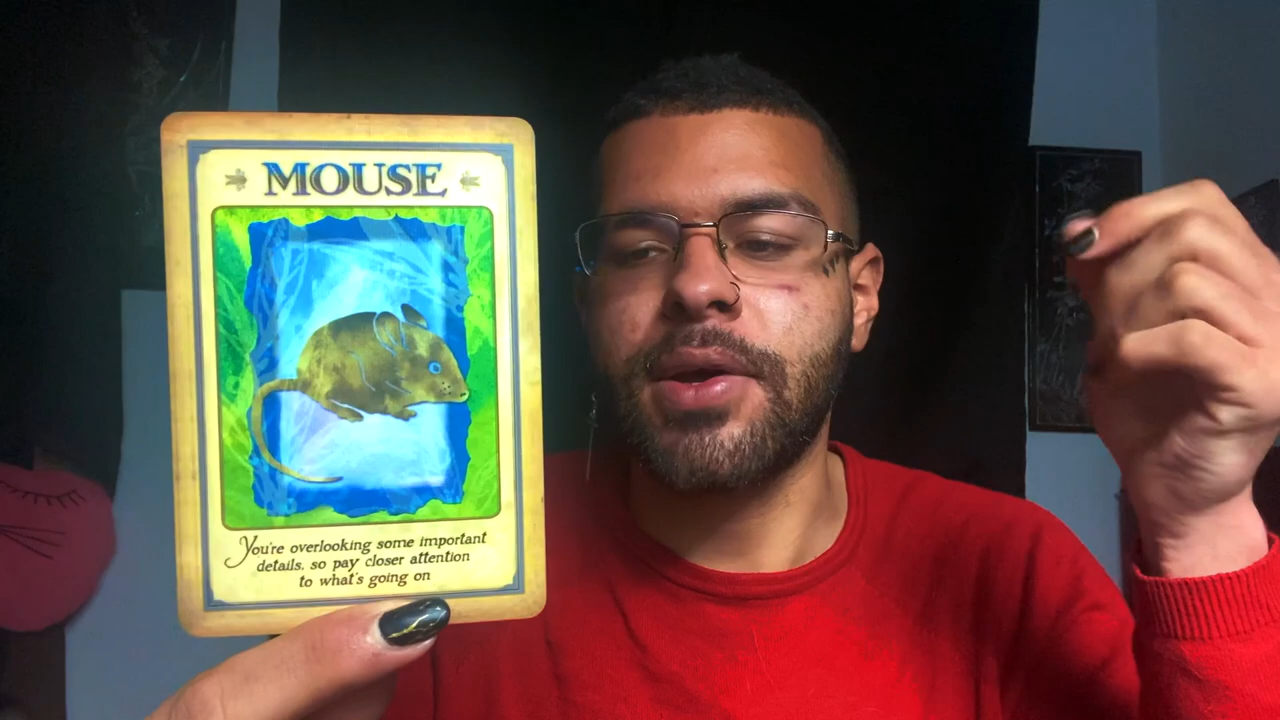 MOUSE
You're overlooking some important
details, so pay closer attention
to what's going on